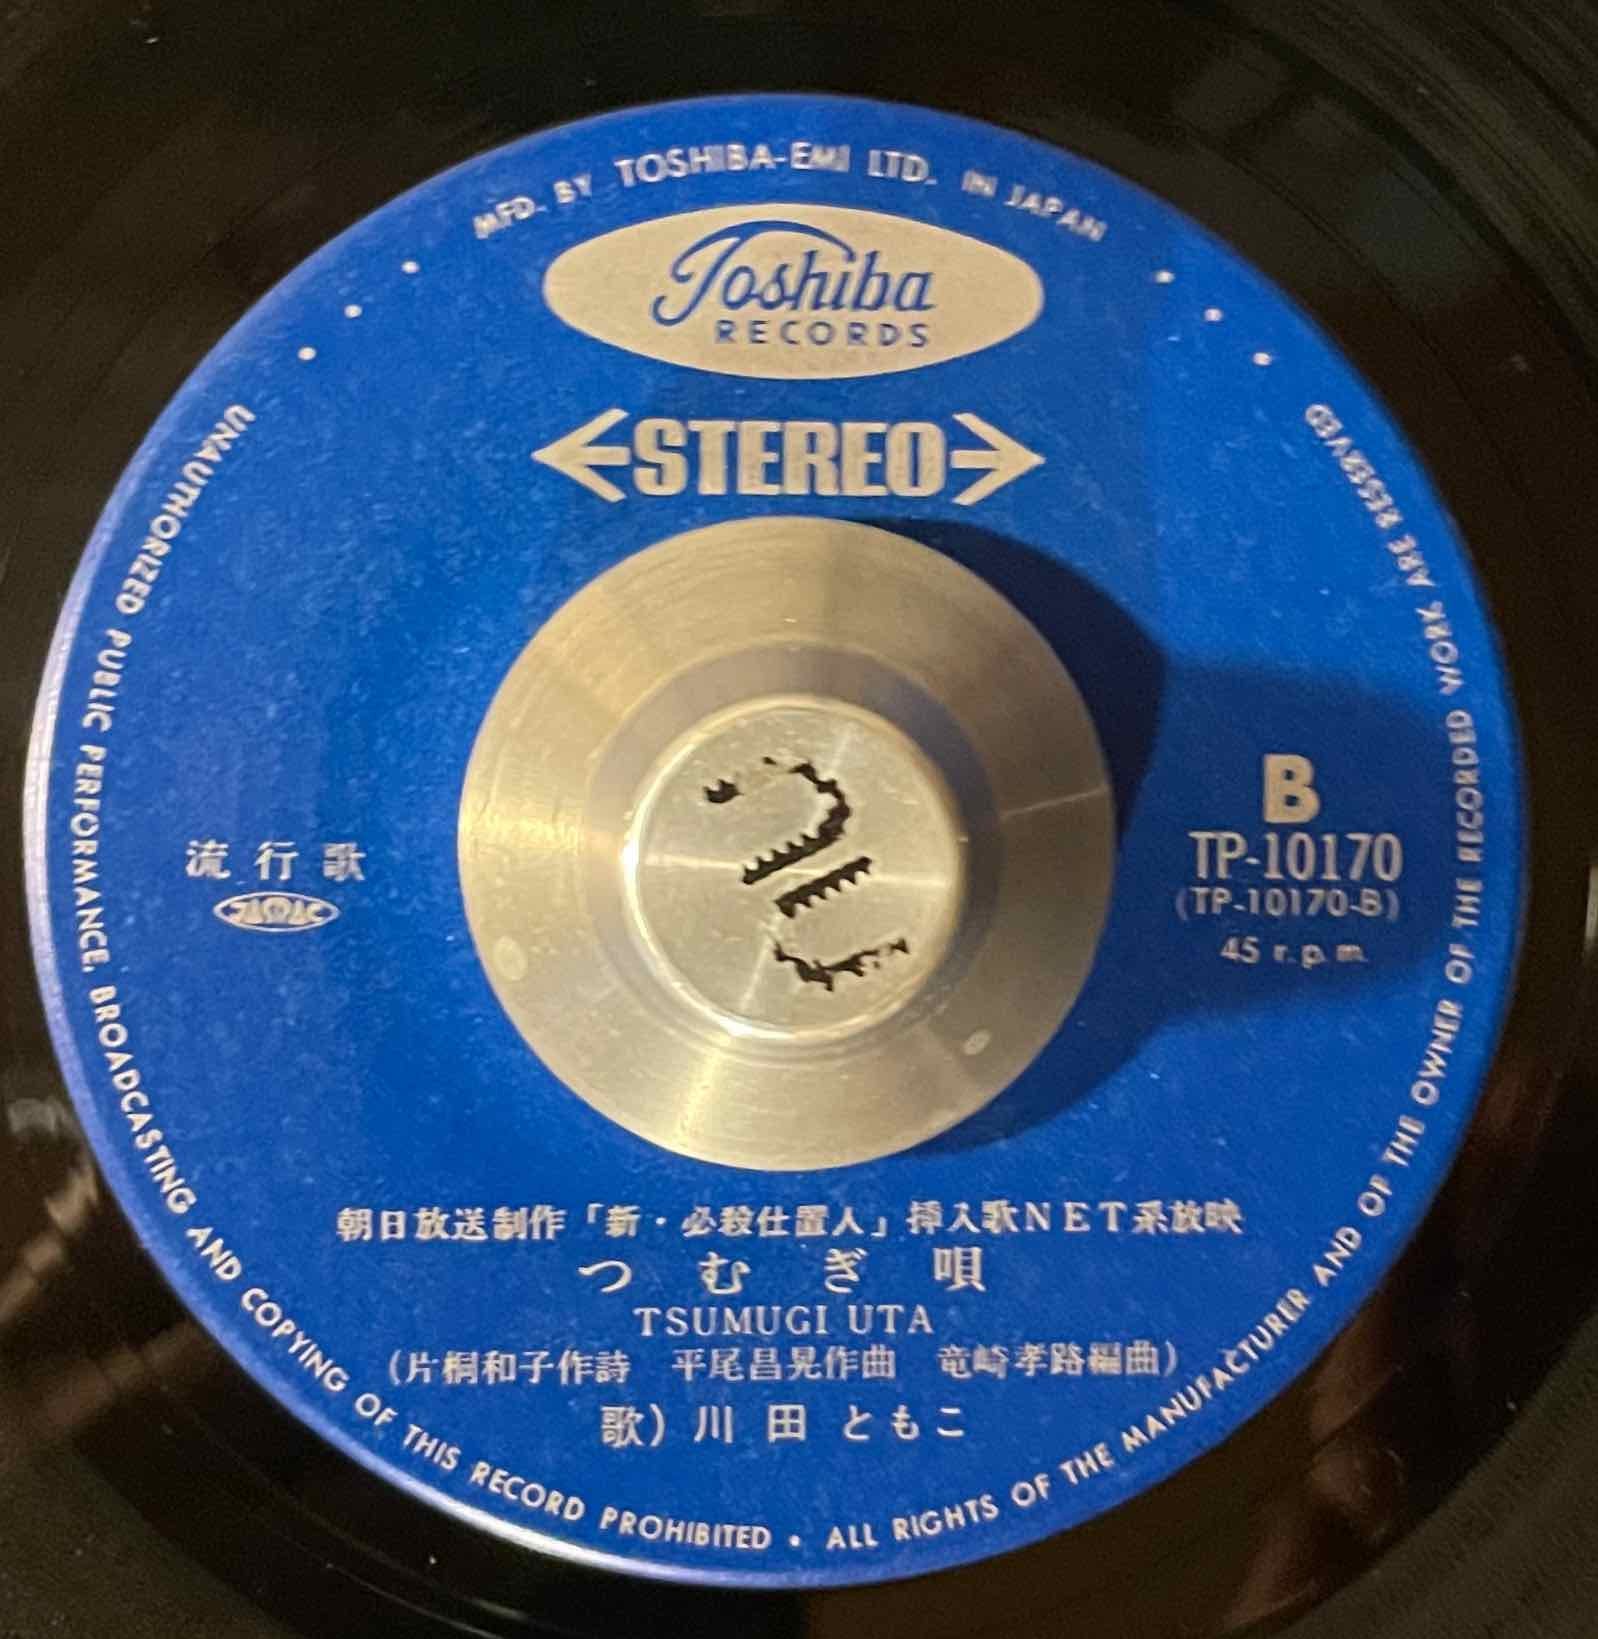 MFD. BY TOSHIBA-EMI LTD. IN JAPAN
Toshiba
RECORDS
STEREO
流行歌
JASRAC
B
TP-10170
(TP-10170-B)
45 r.p.m.
朝日放送制作「新・必殺仕置人」挿入歌NET系放映
つむぎ唄
TSUMUGI UTA
(片桐和子作詩 平尾昌晃作曲 竜崎孝路編曲)
歌) 川田ともこ
UNAUTHORIZED PUBLIC PERFORMANCE, BROADCASTING AND COPYING OF THIS RECORD PROHIBITED • ALL RIGHTS OF THE MANUFACTURER AND OF THE OWNER OF THE RECORDED WORK ARE RESERVED